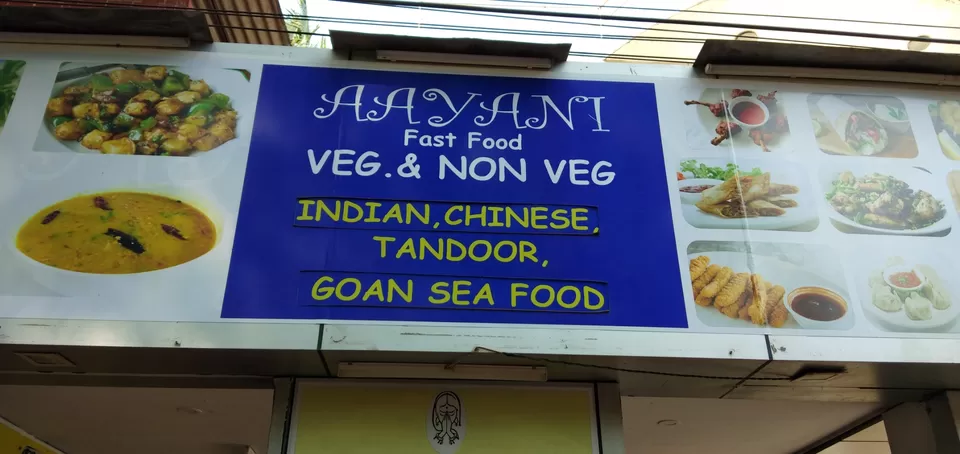 AAYANI
Fast Food
VEG.& NON VEG
INDIAN,CHINESE,
TANDOOR,
GOAN SEA FOOD